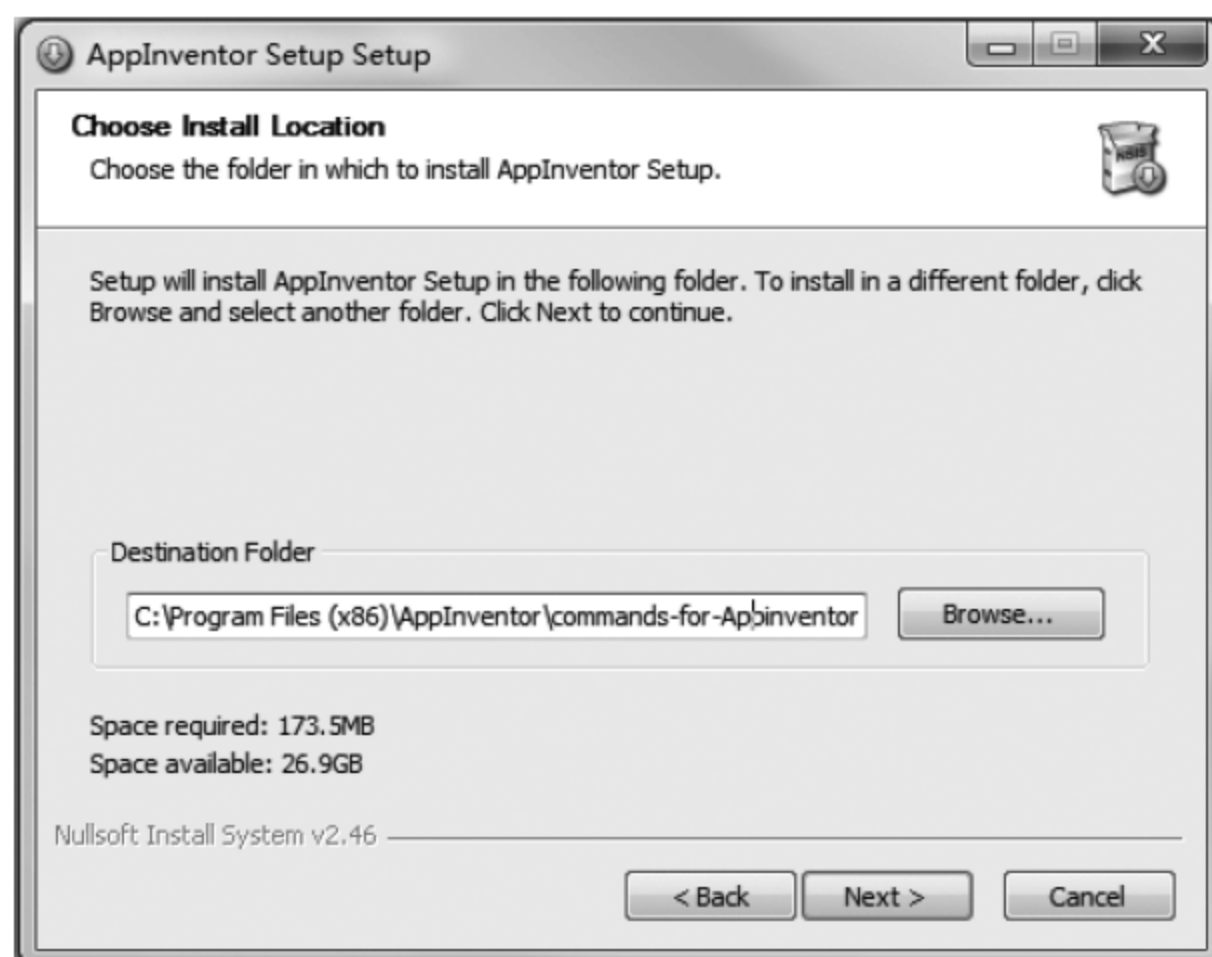 AppInventor Setup Setup
Choose Install Location
Choose the folder in which to install AppInventor Setup.
NSIS
Setup will install AppInventor Setup in the following folder. To install in a different folder, click
Browse and select another folder. Click Next to continue.
Destination Folder
C:\Program Files (x86)\AppInventor\commands-for-Appinventor
Browse...
Space required: 173.5MB
Space available: 26.9GB
Nullsoft Install System v2.46
< Back Next > Cancel